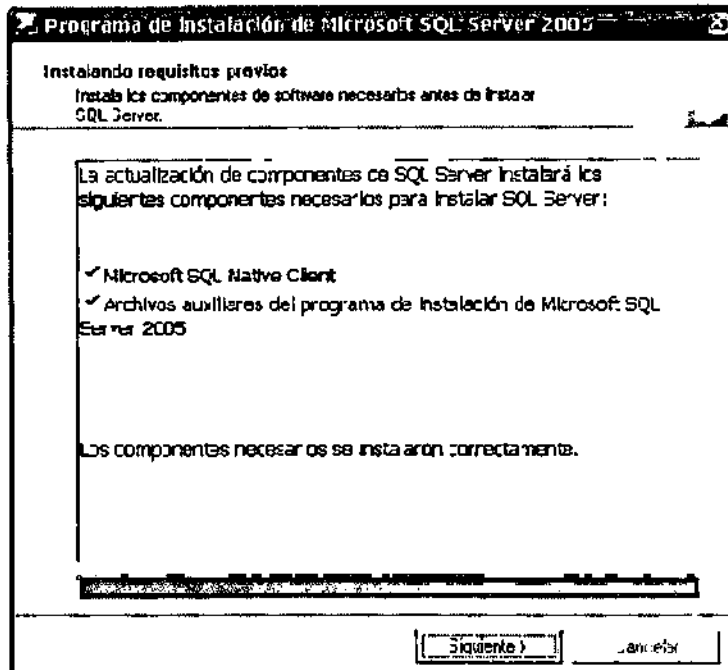 Programa de Instalación de Microsoft SQL Server 2005
Instalando requisitos previos
Instala los componentes de software necesarios antes de instalar
SQL Server.
La actualización de componentes de SQL Server instalará los
siguientes componentes necesarios para instalar SQL Server:
Microsoft SQL Native Client
Archivos auxiliares del programa de instalación de Microsoft SQL
Server 2005
Los componentes necesarios se instalaron correctamente.
Siguiente >
Cancelar